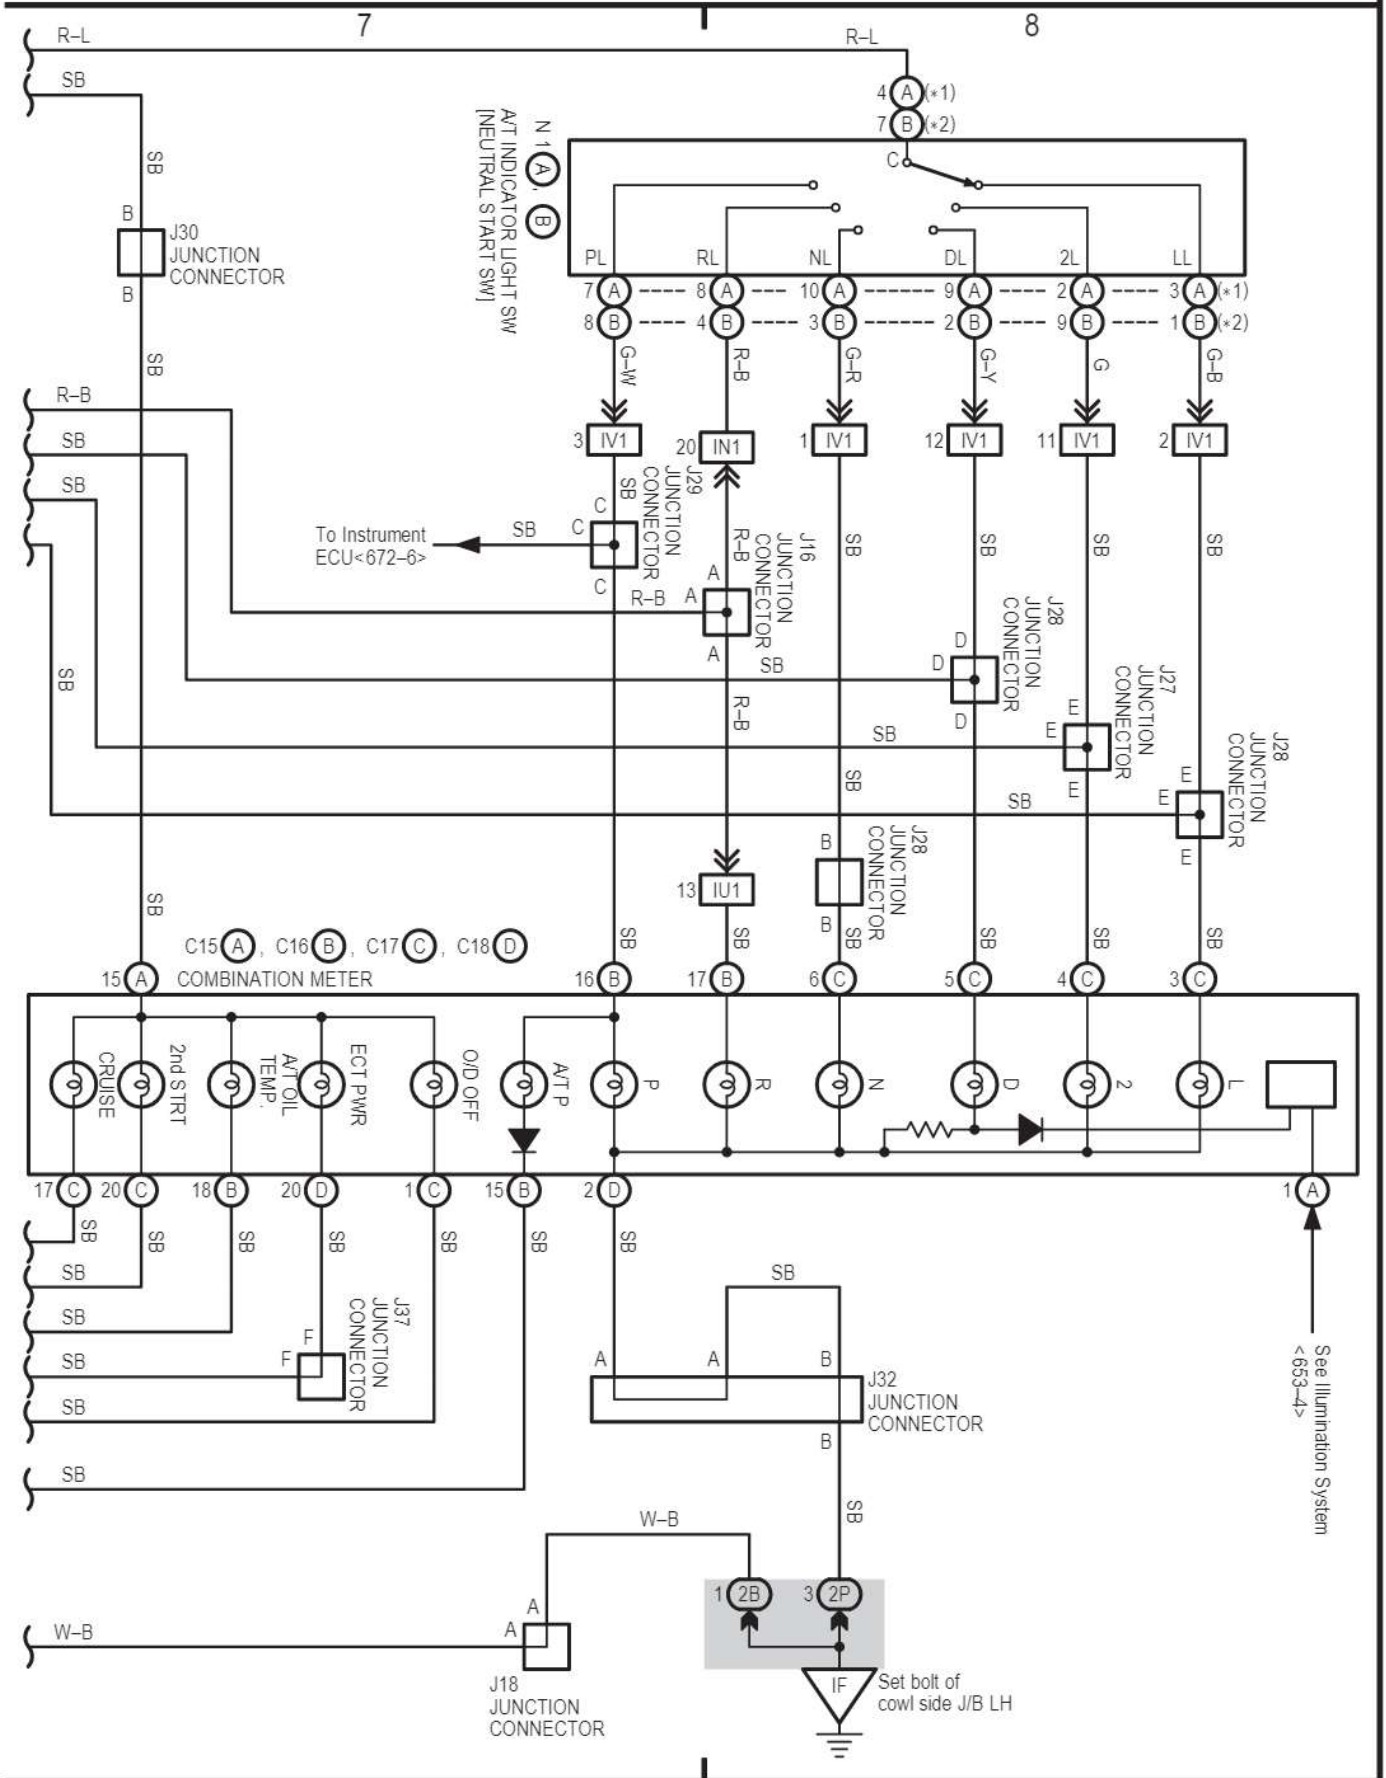 7
8
R–L
R–L
SB
4 A (*1)
7 B (*2)
N 1 A , B
A/T INDICATOR LIGHT SW
[NEUTRAL START SW]
C
SB
B
J30
JUNCTION
CONNECTOR
B
PL RL NL DL 2L LL
7 A 8 A 10 A 9 A 2 A 3 A (*1)
8 B 4 B 3 B 2 B 9 B 1 B (*2)
G–W R–B G–R G–Y G G–B
SB
R–B
SB
SB
3 IV1 20 IN1 1 IV1 12 IV1 11 IV1 2 IV1
SB
J29
JUNCTION
CONNECTOR
C
C
C
To Instrument
ECU<672–6>
SB
R–B
J16
JUNCTION
CONNECTOR
SB SB SB SB
A
R–B A
A
J28
JUNCTION
CONNECTOR
D
D
D
SB
SB
R–B
J27
JUNCTION
CONNECTOR
E
E
E
SB
J28
JUNCTION
CONNECTOR
E
E
E
SB
SB
J28
JUNCTION
CONNECTOR
B
B
13 IU1
SB
C15 A , C16 B , C17 C , C18 D
SB SB SB SB SB SB
15 A COMBINATION METER 16 B 17 B 6 C 5 C 4 C 3 C
CRUISE
2nd STRT
A/T OIL
TEMP.
ECT PWR
O/D OFF
A/T P
P
R
N
D
2
L
17 C 20 C 18 B 20 D 1 C 15 B 2 D 1 A
SB SB SB SB SB SB SB
SB
SB
SB
SB
SB
SB
J37
JUNCTION
CONNECTOR
F
F
SB
A A B
J32
JUNCTION
CONNECTOR
B
See Illumination System
<653–4>
SB
W–B
1 2B 3 2P
A
A
W–B
J18
JUNCTION
CONNECTOR
IF
Set bolt of
cowl side J/B LH